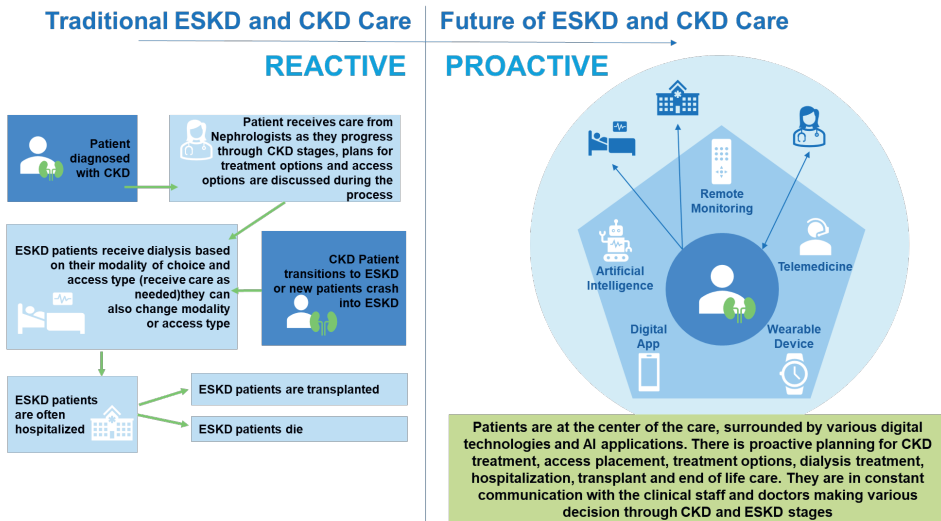 Traditional ESKD and CKD Care
Future of ESKD and CKD Care
REACTIVE
PROACTIVE
Patient
diagnosed
with CKD
Patient receives care from
Nephrologists as they progress
through CKD stages, plans for
treatment options and access
options are discussed during the
process
ESKD patients receive dialysis based
on their modality of choice and
access type (receive care as
needed)they can
also change modality
or access type
CKD Patient
transitions to ESKD
or new patients crash
into ESKD
ESKD patients
are often
hospitalized
ESKD patients are transplanted
ESKD patients die
Remote
Monitoring
Artificial
Intelligence
Telemedicine
Digital
App
Wearable
Device
Patients are at the center of the care, surrounded by various digital
technologies and AI applications. There is proactive planning for CKD
treatment, access placement, treatment options, dialysis treatment,
hospitalization, transplant and end of life care. They are in constant
communication with the clinical staff and doctors making various
decision through CKD and ESKD stages